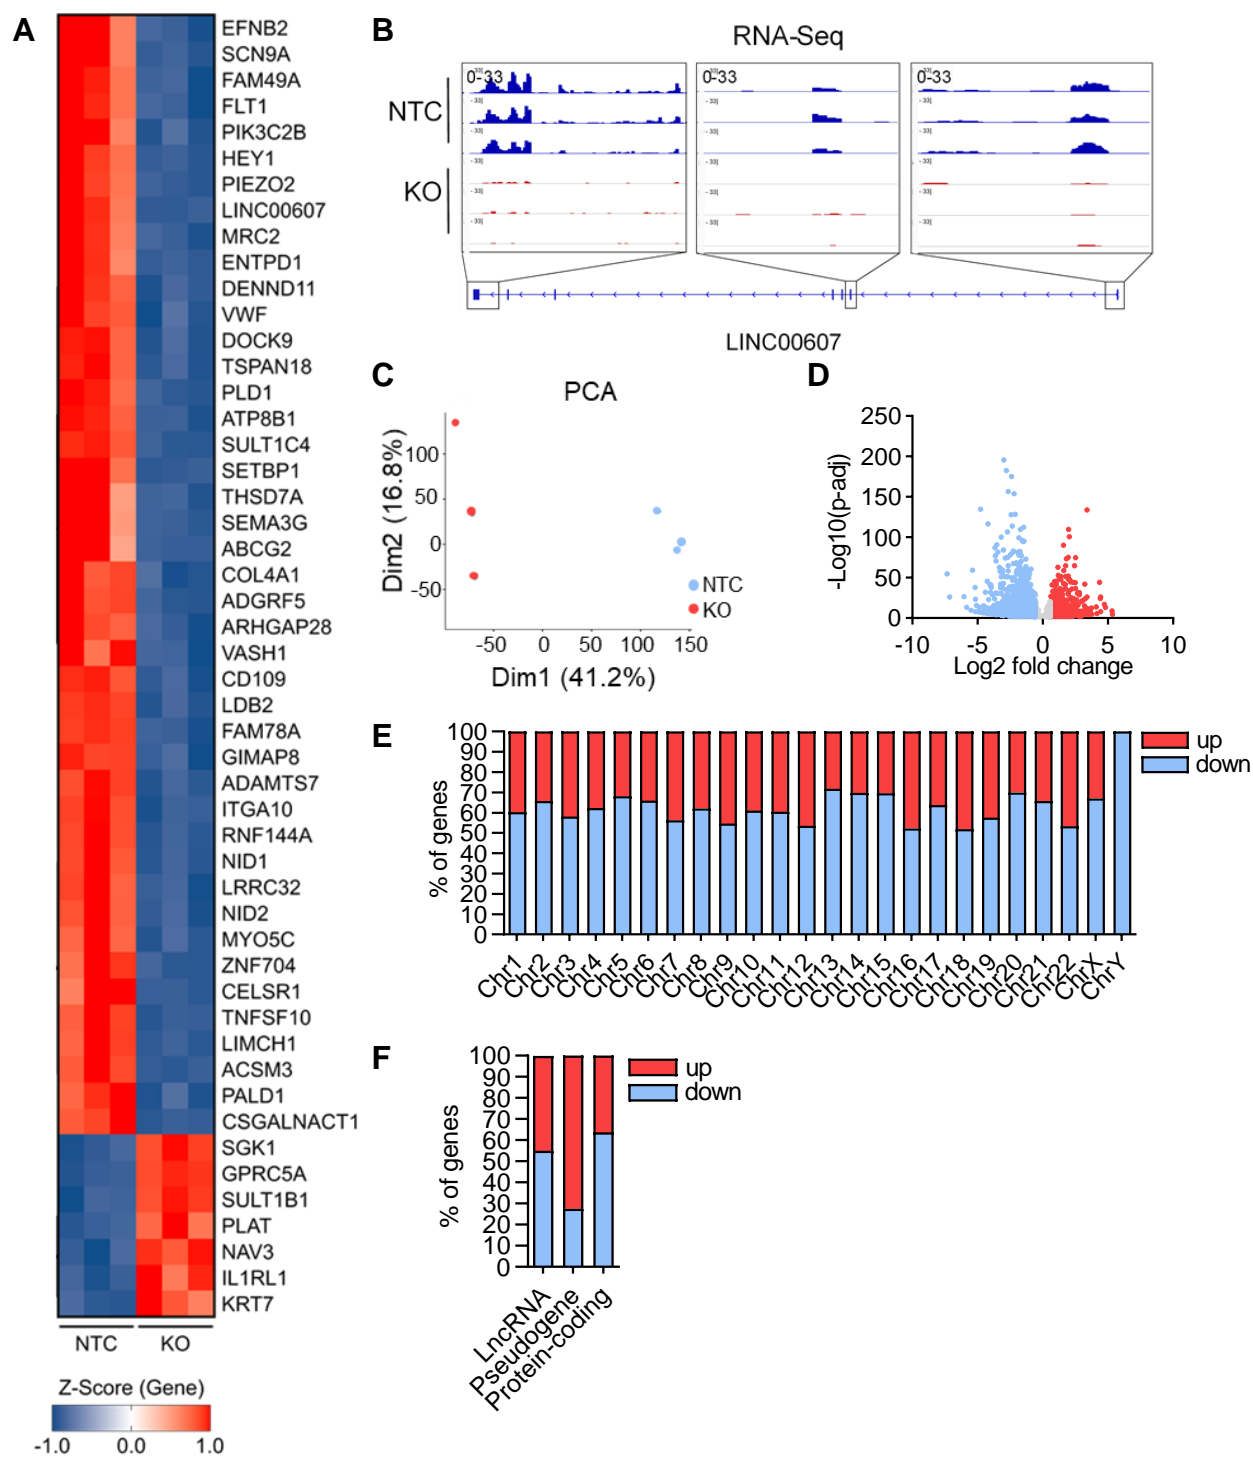 A
EFNB2
SCN9A
FAM49A
FLT1
PIK3C2B
HEY1
PIEZO2
LINC00607
MRC2
ENTPD1
DENND11
VWF
DOCK9
TSPAN18
PLD1
ATP8B1
SULT1C4
SETBP1
THSD7A
SEMA3G
ABCG2
COL4A1
ADGRF5
ARHGAP28
VASH1
CD109
LDB2
FAM78A
GIMAP8
ADAMTS7
ITGA10
RNF144A
NID1
LRRC32
NID2
MYO5C
ZNF704
CELSR1
TNFSF10
LIMCH1
ACSM3
PALD1
CSGALNACT1
SGK1
GPRC5A
SULT1B1
PLAT
NAV3
IL1RL1
KRT7
NTC KO
Z-Score (Gene)
-1.0 0.0 1.0
B
RNA-Seq
0-33 0-33 0-33
NTC
KO
LINC00607
C
PCA
Dim2 (16.8%)
100
50
0
-50
-50 0 50 100 150
Dim1 (41.2%)
NTC
KO
D
-Log10(p-adj)
250
200
150
100
50
0
-10 -5 0 5 10
Log2 fold change
E
% of genes
100
90
80
70
60
50
40
30
20
10
0
Chr1 Chr2 Chr3 Chr4 Chr5 Chr6 Chr7 Chr8 Chr9 Chr10 Chr11 Chr12 Chr13 Chr14 Chr15 Chr16 Chr17 Chr18 Chr19 Chr20 Chr21 Chr22 ChrX ChrY
up
down
F
% of genes
100
90
80
70
60
50
40
30
20
10
0
LncRNA
Pseudogene
Protein-coding
up
down